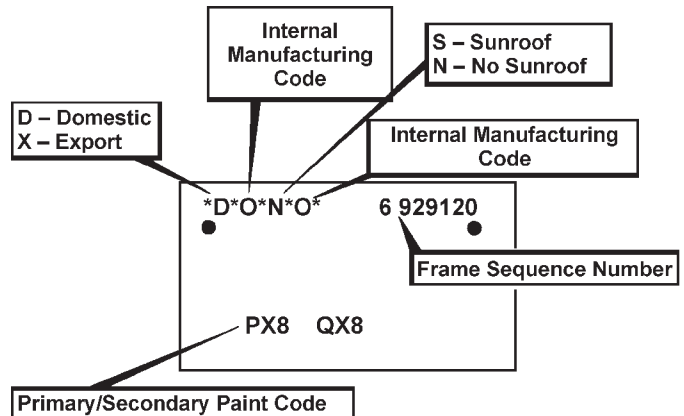 Internal
Manufacturing
Code
S – Sunroof
N – No Sunroof
D – Domestic
X – Export
Internal Manufacturing
Code
*D*O*N*O* 6 929120
Frame Sequence Number
PX8 QX8
Primary/Secondary Paint Code